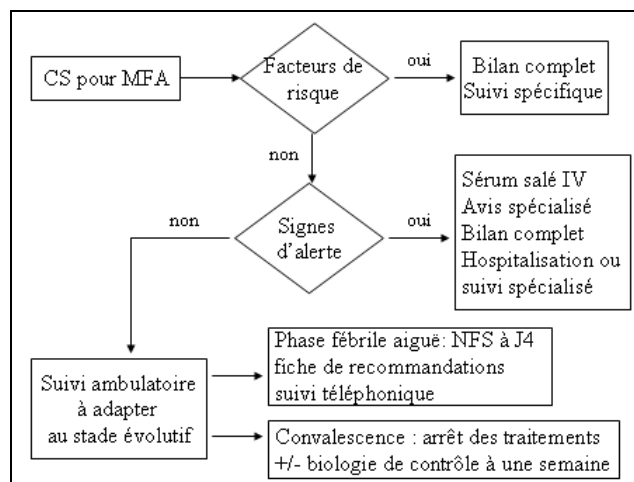 CS pour MFA
Facteurs de
risque
oui
Bilan complet
Suivi spécifique
non
Signes
d’alerte
non
oui
Sérum salé IV
Avis spécialisé
Bilan complet
Hospitalisation ou
suivi spécialisé
Suivi ambulatoire
à adapter
au stade évolutif
Phase fébrile aiguë: NFS à J4
fiche de recommandations
suivi téléphonique
Convalescence : arrêt des traitements
+/- biologie de contrôle à une semaine